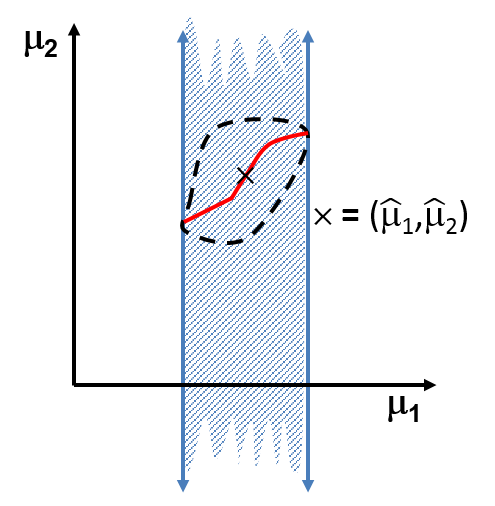 μ₂
× = (μ̂₁,μ̂₂)
μ₁